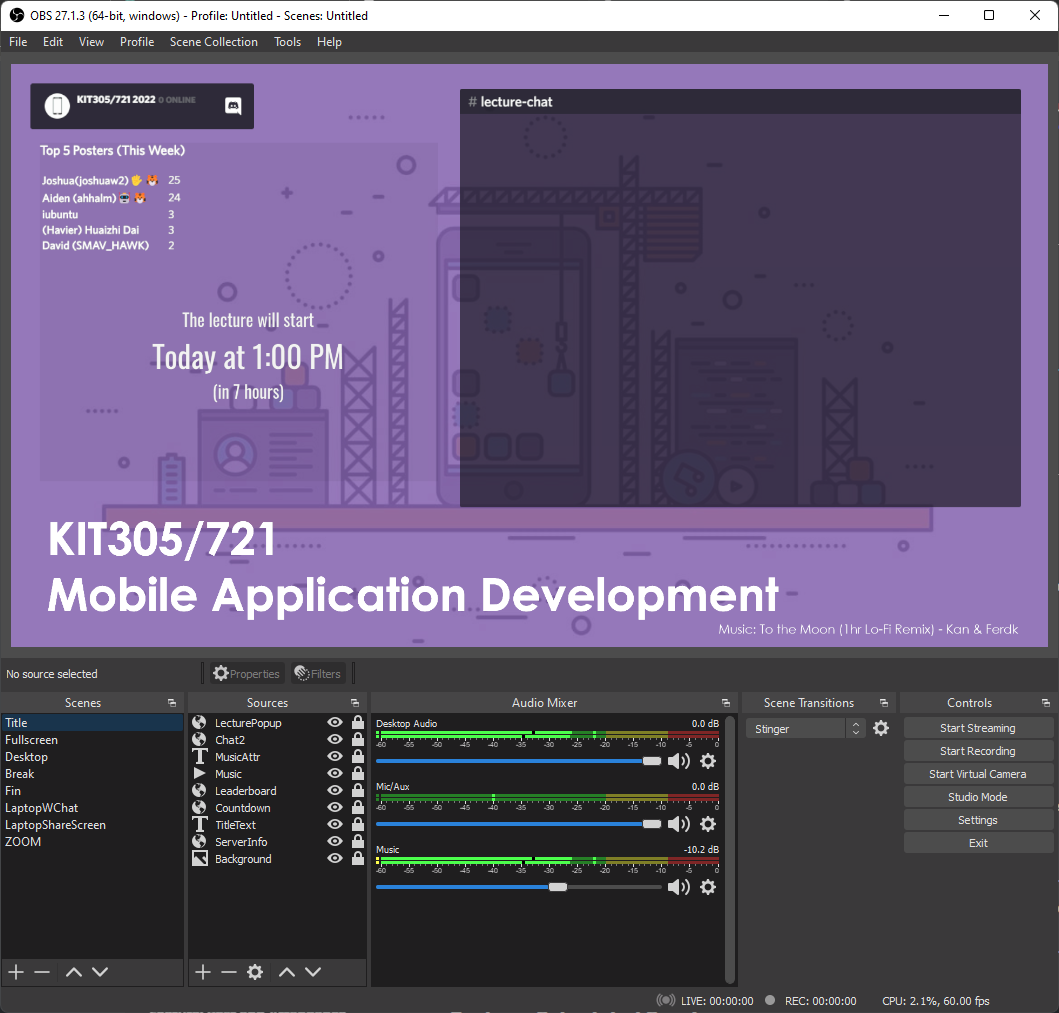 OBS 27.1.3 (64-bit, windows) - Profile: Untitled - Scenes: Untitled
File Edit View Profile Scene Collection Tools Help
KIT305/721 2022 0 ONLINE
# lecture-chat
Top 5 Posters (This Week)
Joshua(joshuaw2)🖐️ 🦊 25
Aiden (ahhalm) 🤖 🦊 24
iubuntu 3
(Havier) Huaizhi Dai 3
David (SMAV_HAWK) 2
The lecture will start
Today at 1:00 PM
(in 7 hours)
KIT305/721
Mobile Application Development
Music: To the Moon (1hr Lo-Fi Remix) - Kan & Ferdk
No source selected Properties Filters
Scenes
Title
Fullscreen
Desktop
Break
Fin
LaptopWChat
LaptopShareScreen
ZOOM
Sources
LecturePopup
Chat2
MusicAttr
Music
Leaderboard
Countdown
TitleText
ServerInfo
Background
Audio Mixer
Desktop Audio 0.0 dB
-60 -55 -50 -45 -40 -35 -30 -25 -20 -15 -10 -5 0
Mic/Aux 0.0 dB
-60 -55 -50 -45 -40 -35 -30 -25 -20 -15 -10 -5 0
Music -10.2 dB
-60 -55 -50 -45 -40 -35 -30 -25 -20 -15 -10 -5 0
Scene Transitions
Stinger
Controls
Start Streaming
Start Recording
Start Virtual Camera
Studio Mode
Settings
Exit
LIVE: 00:00:00 REC: 00:00:00 CPU: 2.1%, 60.00 fps